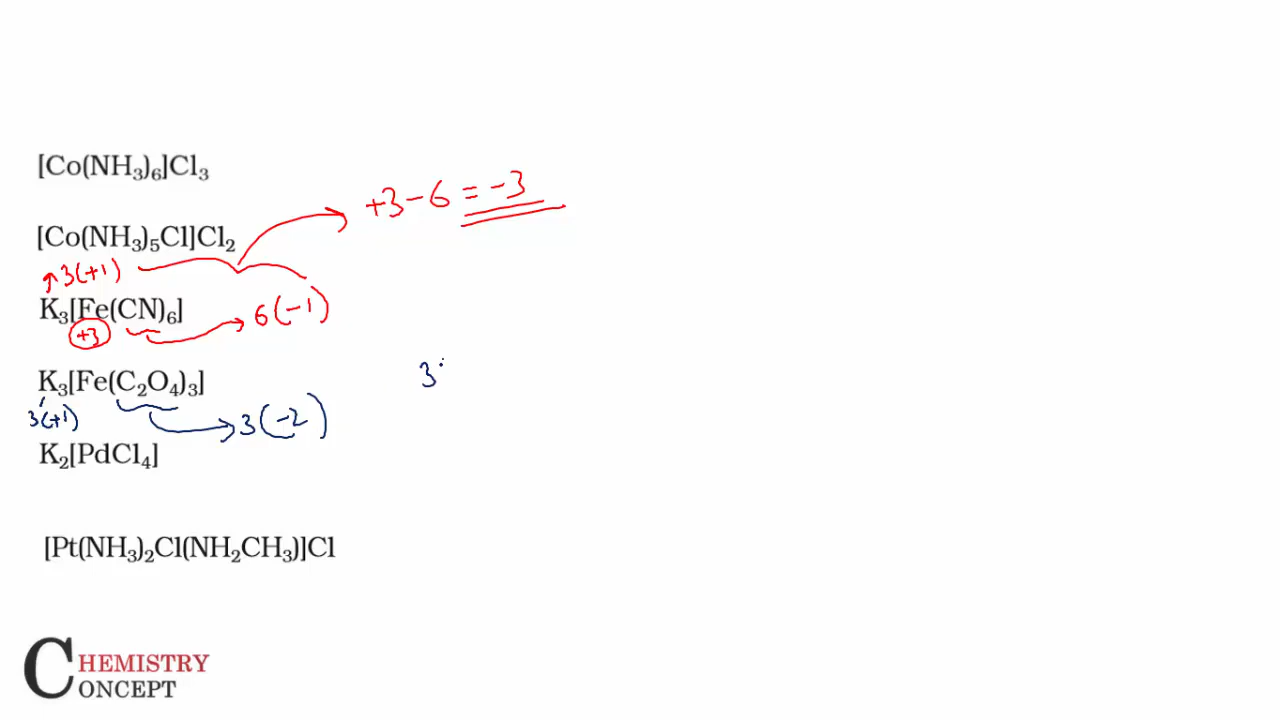 [Co(NH₃)₆]Cl₃
+3-6 = -3
[Co(NH₃)₅Cl]Cl₂
3(+1)
K₃[Fe(CN)₆] 6(-1)
+3
K₃[Fe(C₂O₄)₃] 3
3(+1) 3(-2)
K₂[PdCl₄]
[Pt(NH₃)₂Cl(NH₂CH₃)]Cl
CHEMISTRY
CONCEPT